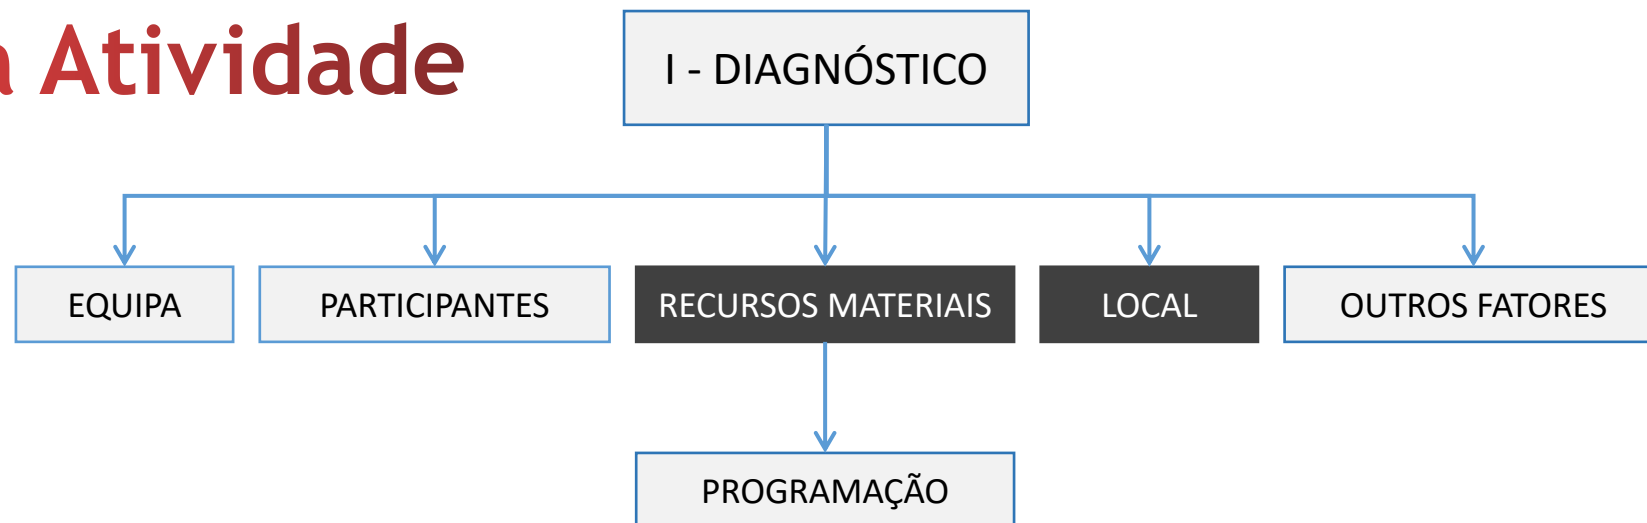 a Atividade
I - DIAGNÓSTICO
EQUIPA
PARTICIPANTES
RECURSOS MATERIAIS
LOCAL
OUTROS FATORES
PROGRAMAÇÃO